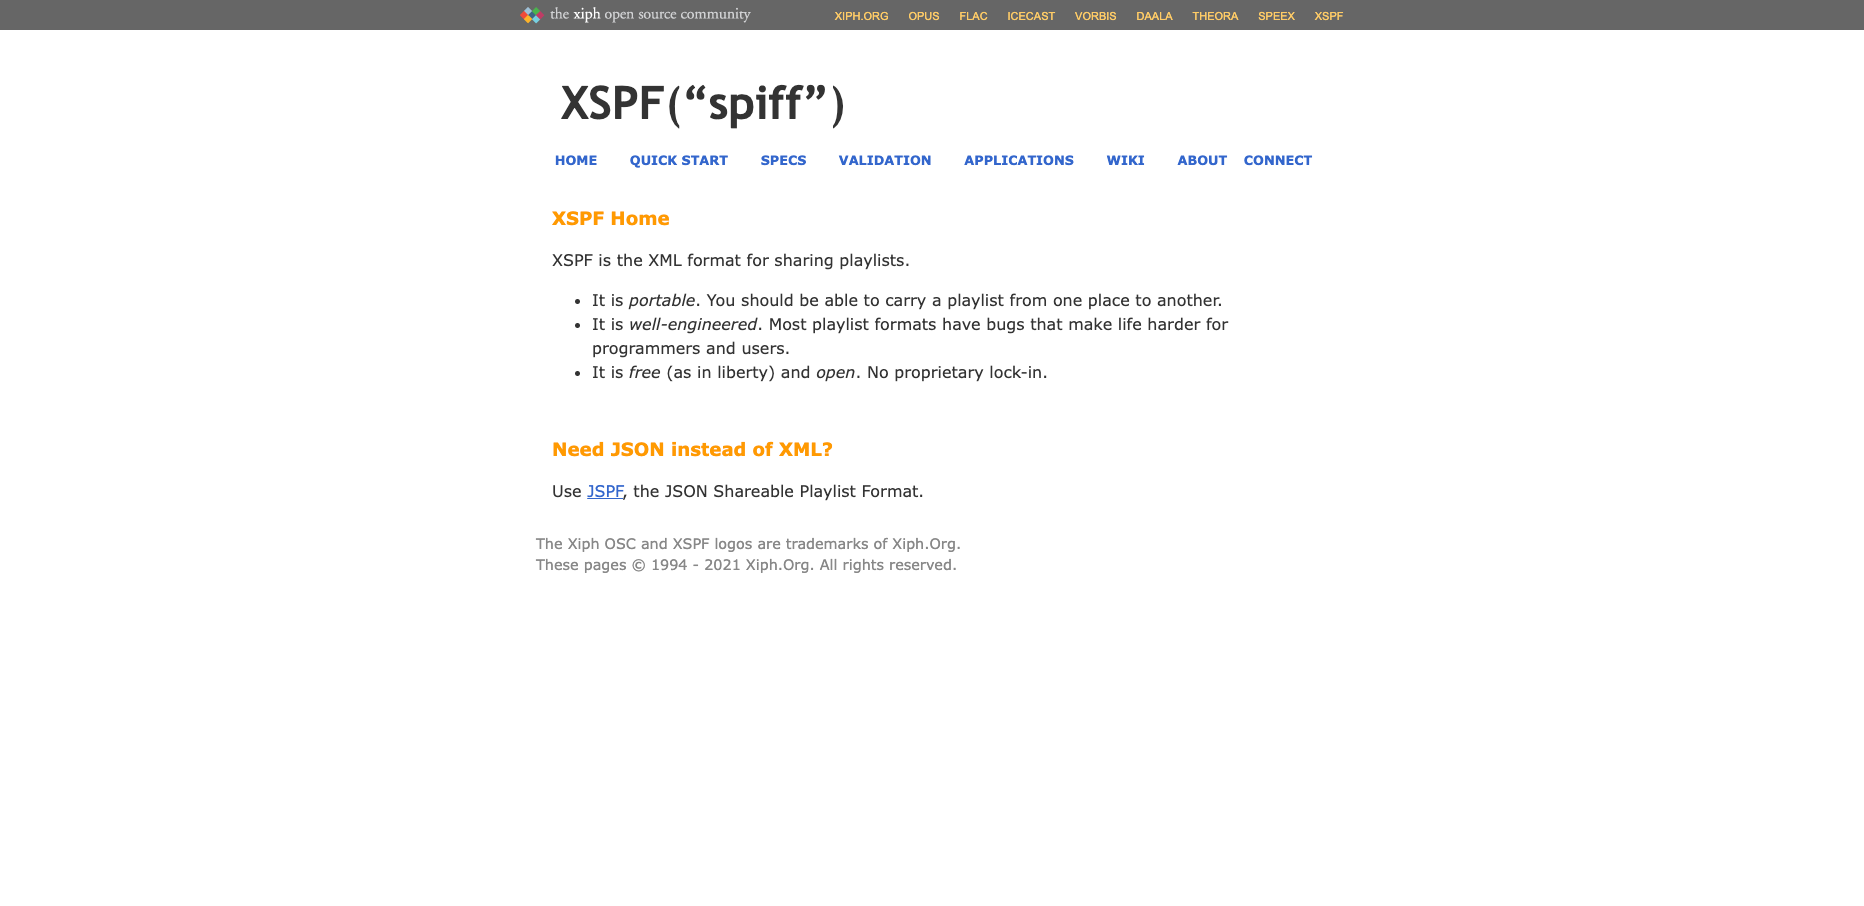 the xiph open source community XIPH.ORG OPUS FLAC ICECAST VORBIS DAALA THEORA SPEEX XSPF
XSPF(“spiff”)
HOME QUICK START SPECS VALIDATION APPLICATIONS WIKI ABOUT CONNECT
XSPF Home
XSPF is the XML format for sharing playlists.
• It is portable. You should be able to carry a playlist from one place to another.
• It is well-engineered. Most playlist formats have bugs that make life harder for
programmers and users.
• It is free (as in liberty) and open. No proprietary lock-in.
Need JSON instead of XML?
Use JSPF, the JSON Shareable Playlist Format.
The Xiph OSC and XSPF logos are trademarks of Xiph.Org.
These pages © 1994 - 2021 Xiph.Org. All rights reserved.